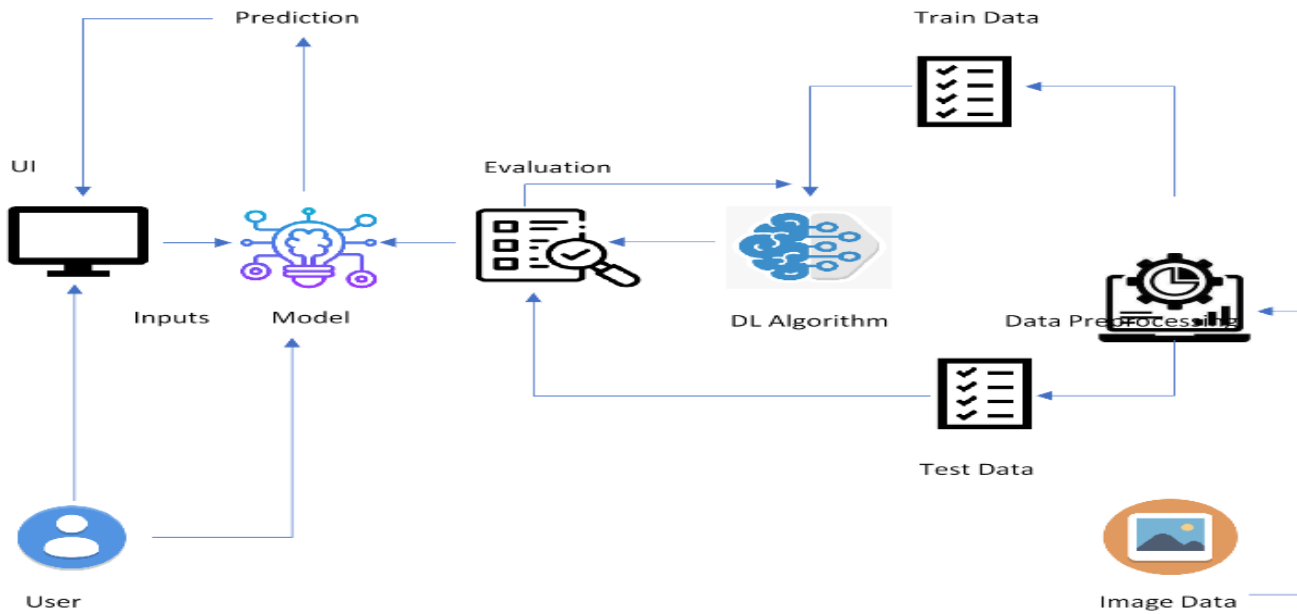 Prediction
Train Data
UI
Evaluation
Inputs
Model
DL Algorithm
Data Preprocessing
Test Data
User
Image Data